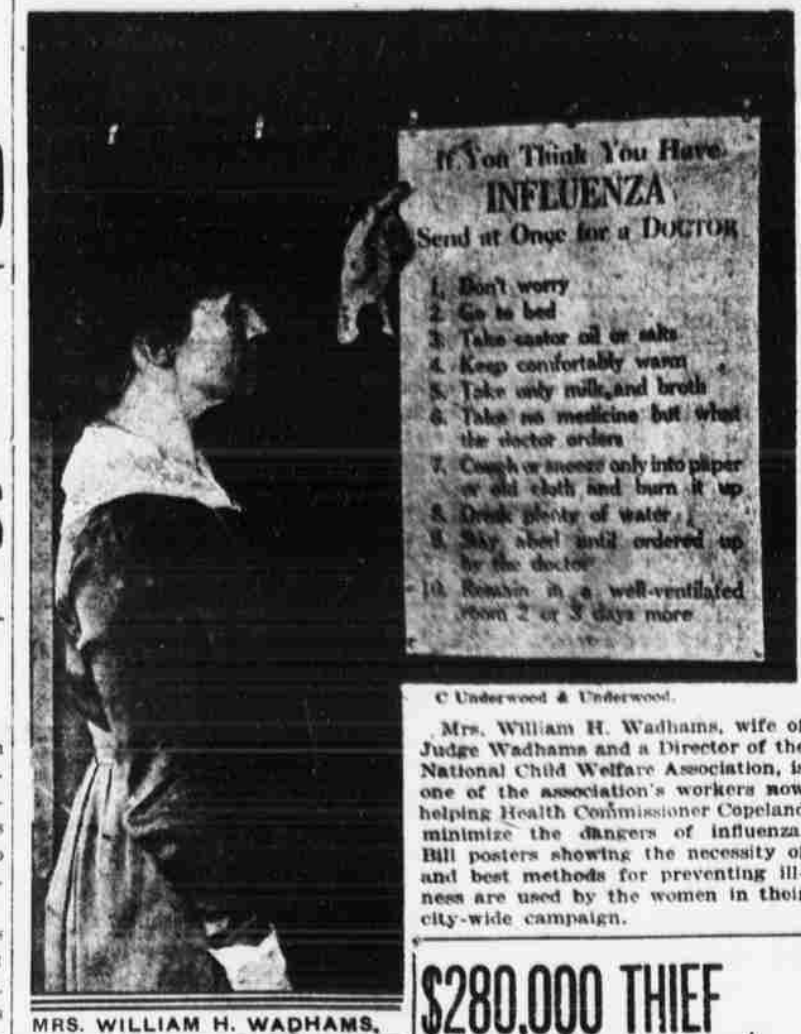 If You Think You Have
INFLUENZA
Send at Once for a DOCTOR
1. Don't worry
2. Go to bed
3. Take castor oil or salts
4. Keep comfortably warm
5. Take only milk and broth
6. Take no medicine but what
the doctor orders
7. Cough or sneeze only into paper
or old cloth and burn it up
8. Drink plenty of water
9. Stay abed until ordered up
by the doctor
10. Remain in a well-ventilated
room 2 or 3 days more
C Underwood & Underwood.
Mrs. William H. Wadhams, wife of
Judge Wadhams and a Director of the
National Child Welfare Association, is
one of the association's workers now
helping Health Commissioner Copeland
minimize the dangers of influenza.
Bill posters showing the necessity of
and best methods for preventing ill-
ness are used by the women in their
city-wide campaign.
MRS. WILLIAM H. WADHAMS,
$280,000 THIEF